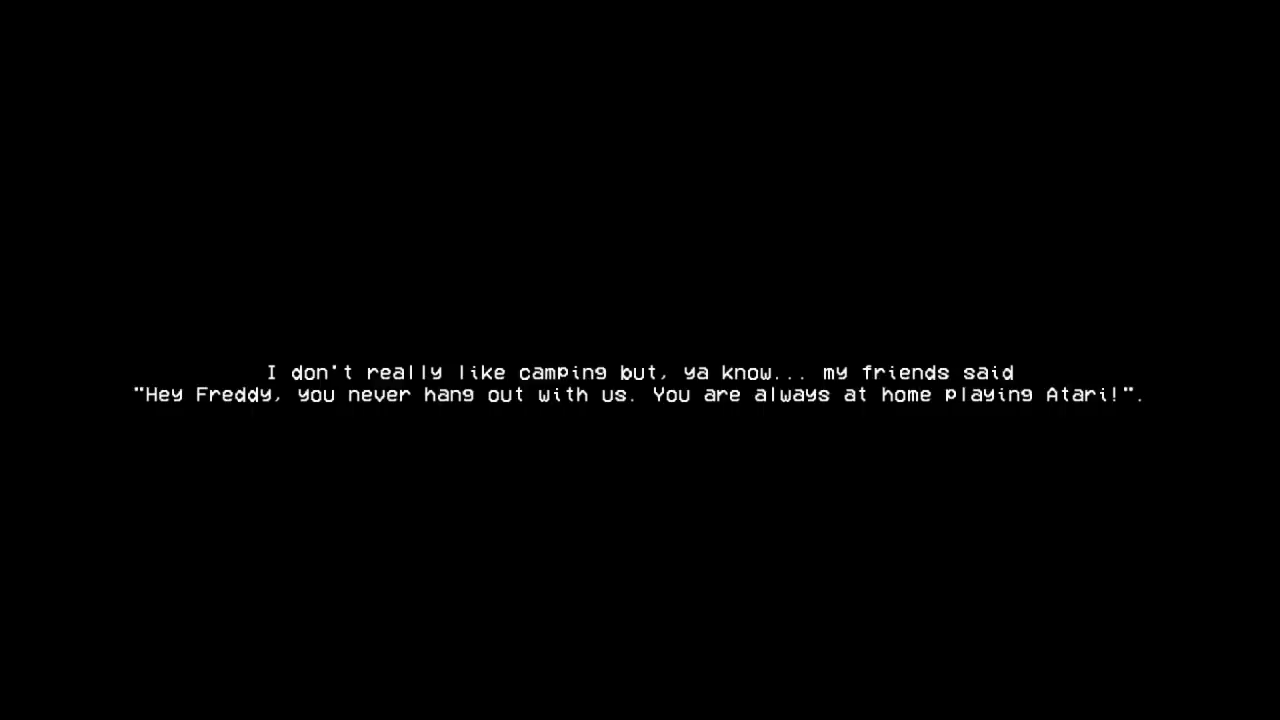 I don't really like camping but, ya know... my friends said
"Hey Freddy, you never hang out with us. You are always at home playing Atari!".